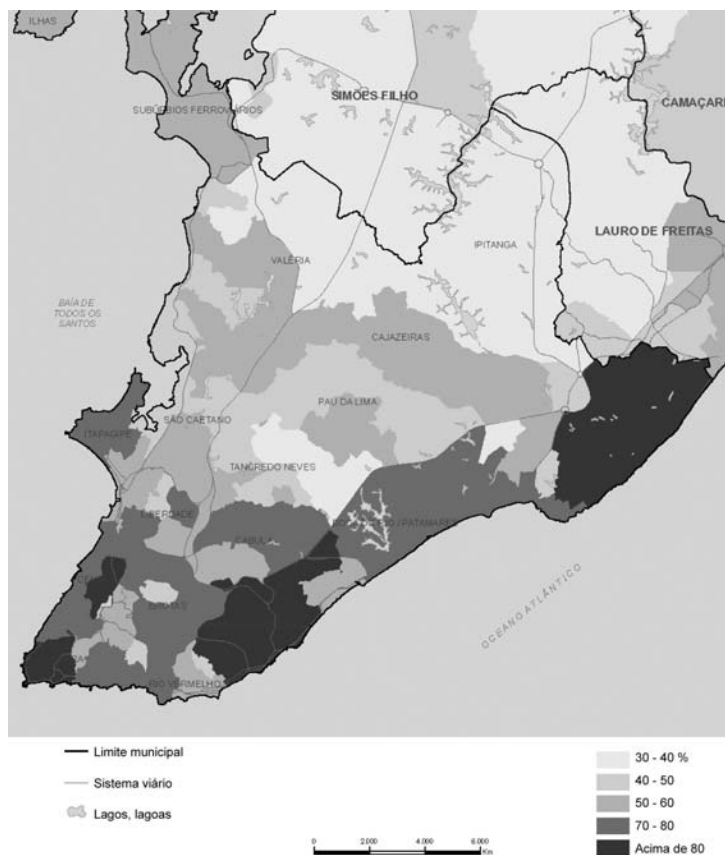 ILHAS
SUBÚRBIOS FERROVIÁRIOS
SIMÕES FILHO
CAMAÇARI
LAURO DE FREITAS
IPITANGA
VALÉRIA
BAÍA DE
TODOS OS
SANTOS
CAJAZEIRAS
PAU DA LIMA
SÃO CAETANO
ITAPAGIPE
TANCREDO NEVES
LIBERDADE
/ PATAMARES
CABULA
BROTAS
OCEANO ATLÂNTICO
RIO VERMELHO
Limite municipal
Sistema viário
Lagos, lagoas
0 2.000 4.000 6.000
Km
30 - 40 %
40 - 50
50 - 60
70 - 80
Acima de 80